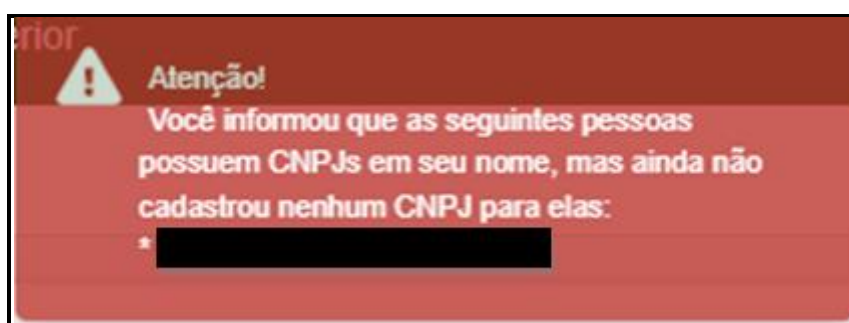 erior
Atenção!
Você informou que as seguintes pessoas
possuem CNPJs em seu nome, mas ainda não
cadastrou nenhum CNPJ para elas:
*